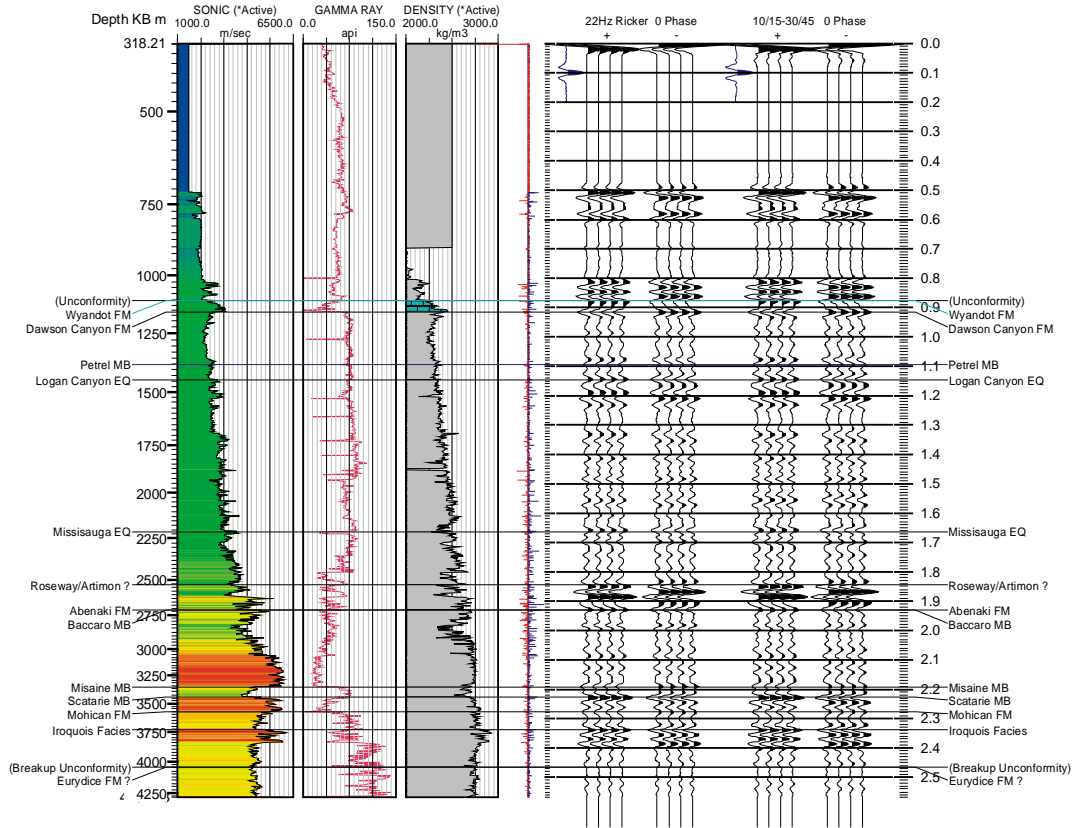 SONIC (*Active) GAMMA RAY DENSITY (*Active)
Depth KB m 1000.0 6500.0 0.0 150.0 2000.0 3000.0 22Hz Ricker 0 Phase 10/15-30/45 0 Phase
m/sec api kg/m3 + - + -
318.21 0.0
0.1
500 0.2
0.3
0.4
0.5
750 0.6
0.7
1000 0.8
(Unconformity) 0.9 (Unconformity)
Wyandot FM Wyandot FM
Dawson Canyon FM Dawson Canyon FM
1250 1.0
Petrel MB 1.1 Petrel MB
Logan Canyon EQ Logan Canyon EQ
1500 1.2
1.3
1750 1.4
1.5
2000 1.6
Missisauga EQ Missisauga EQ
2250 1.7
1.8
2500
Roseway/Artimon ? Roseway/Artimon ?
1.9
Abenaki FM Abenaki FM
2750
Baccaro MB Baccaro MB
2.0
3000 2.1
3250
Misaine MB 2.2 Misaine MB
Scatarie MB Scatarie MB
3500
Mohican FM 2.3 Mohican FM
Iroquois Facies Iroquois Facies
3750 2.4
4000
(Breakup Unconformity) (Breakup Unconformity)
Eurydice FM ? 2.5 Eurydice FM ?
4250